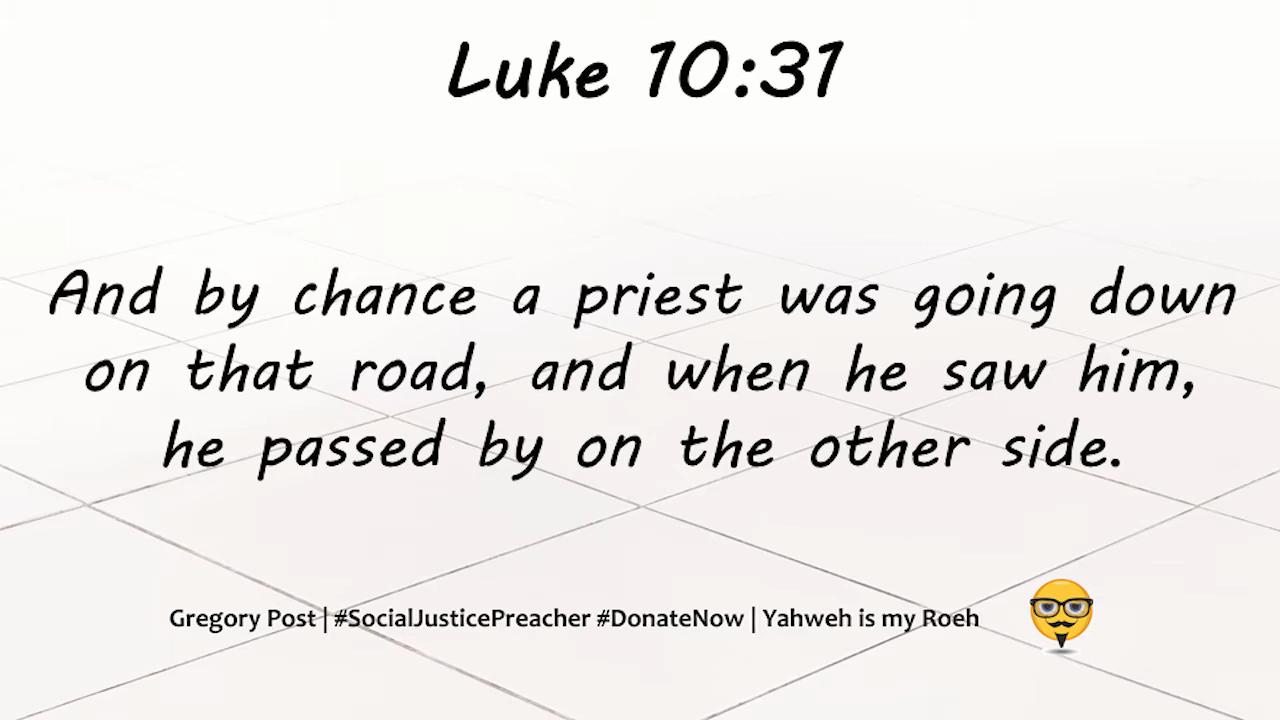 Luke 10:31
And by chance a priest was going down
on that road, and when he saw him,
he passed by on the other side.
Gregory Post | #SocialJusticePreacher #DonateNow | Yahweh is my Roeh